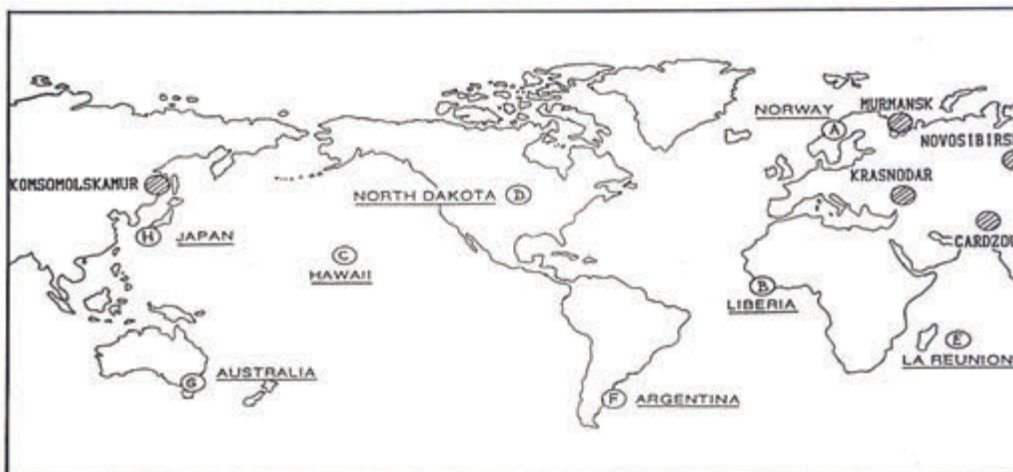 NORWAY
MURMANSK
A
NOVOSIBIRS
KOMSOMOLSKAMUR
NORTH DAKOTA
D
KRASNODAR
H
JAPAN
C
HAWAII
CARDZOU
B
LIBERIA
E
LA REUNION
G
AUSTRALIA
F
ARGENTINA